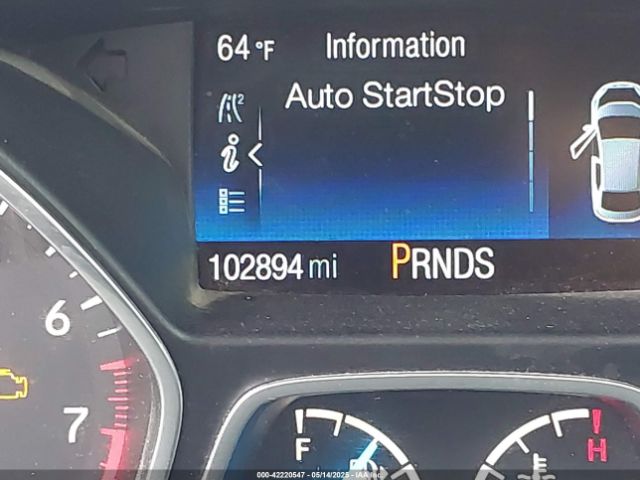 64°F Information
Auto StartStop
102894 mi PRNDS
6
7
F
H
000-42220547 - 05/14/2025 - IAA Inc.